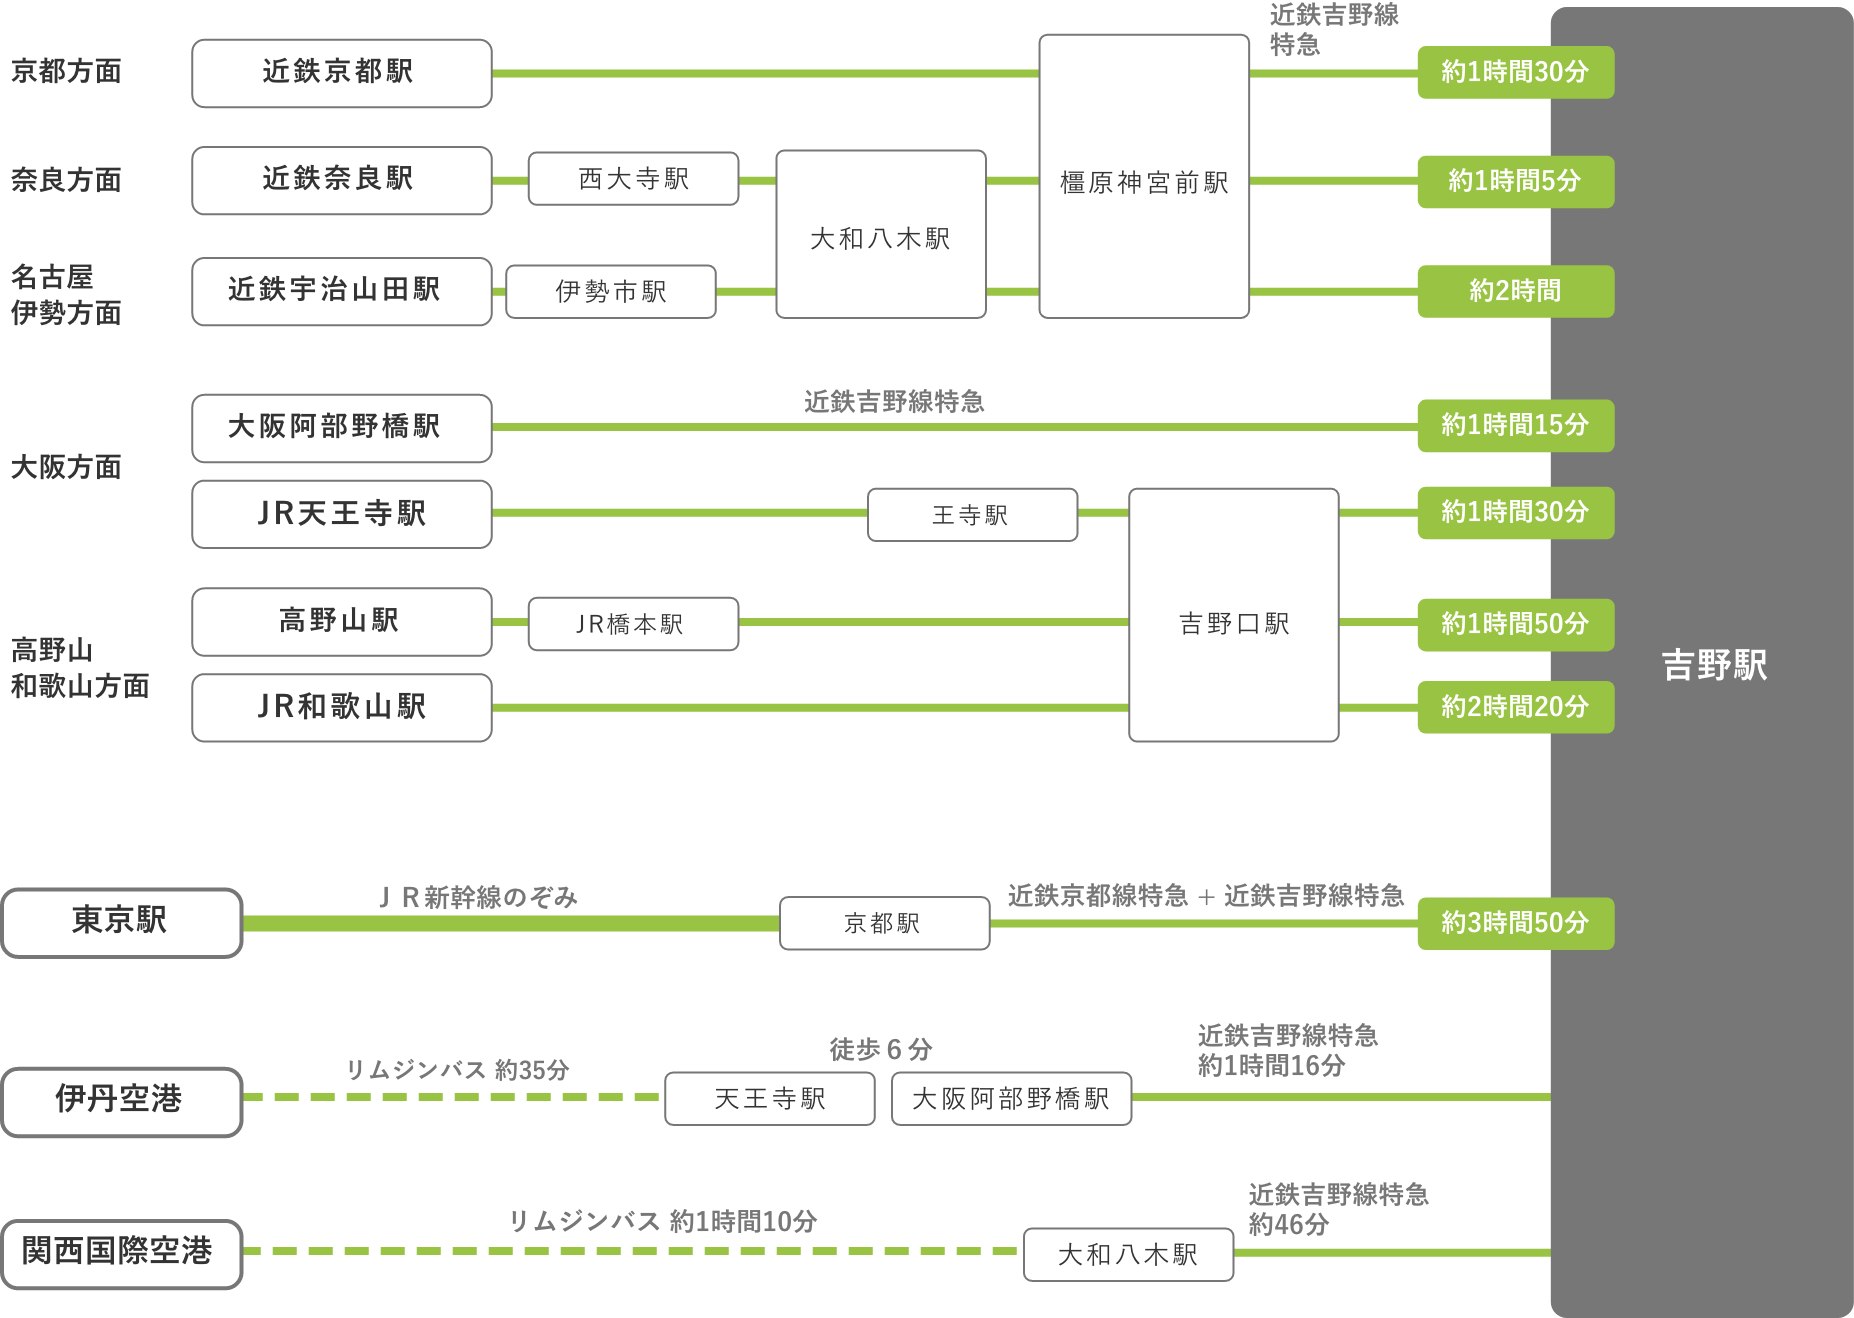 近鉄吉野線
特急
京都方面
近鉄京都駅
約1時間30分
奈良方面
近鉄奈良駅
西大寺駅
大和八木駅
橿原神宮前駅
約1時間5分
名古屋
伊勢方面
近鉄宇治山田駅
伊勢市駅
約2時間
大阪方面
大阪阿部野橋駅
近鉄吉野線特急
約1時間15分
JR天王寺駅
王寺駅
約1時間30分
高野山
和歌山方面
高野山駅
JR橋本駅
吉野口駅
約1時間50分
JR和歌山駅
約2時間20分
吉野駅
東京駅
ＪＲ新幹線のぞみ
京都駅
近鉄京都線特急 + 近鉄吉野線特急
約3時間50分
伊丹空港
リムジンバス 約35分
天王寺駅
徒歩６分
大阪阿部野橋駅
近鉄吉野線特急
約1時間16分
関西国際空港
リムジンバス 約1時間10分
大和八木駅
近鉄吉野線特急
約46分